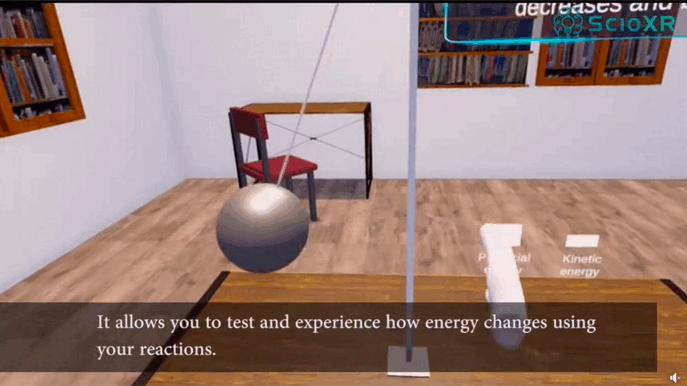 decreases and
ScioXR
Kinetic
energy
It allows you to test and experience how energy changes using
your reactions.